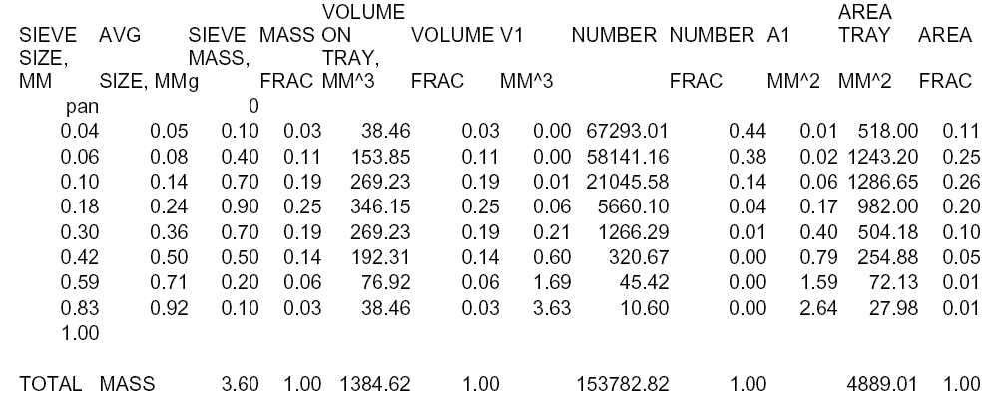 VOLUME AREA
SIEVE AVG SIEVE MASS ON VOLUME V1 NUMBER NUMBER A1 TRAY AREA
SIZE, MASS, TRAY,
MM SIZE, MMg FRAC MM^3 FRAC MM^3 FRAC MM^2 MM^2 FRAC
pan 0
0.04 0.05 0.10 0.03 38.46 0.03 0.00 67293.01 0.44 0.01 518.00 0.11
0.06 0.08 0.40 0.11 153.85 0.11 0.00 58141.16 0.38 0.02 1243.20 0.25
0.10 0.14 0.70 0.19 269.23 0.19 0.01 21045.58 0.14 0.06 1286.65 0.26
0.18 0.24 0.90 0.25 346.15 0.25 0.06 5660.10 0.04 0.17 982.00 0.20
0.30 0.36 0.70 0.19 269.23 0.19 0.21 1266.29 0.01 0.40 504.18 0.10
0.42 0.50 0.50 0.14 192.31 0.14 0.60 320.67 0.00 0.79 254.88 0.05
0.59 0.71 0.20 0.06 76.92 0.06 1.69 45.42 0.00 1.59 72.13 0.01
0.83 0.92 0.10 0.03 38.46 0.03 3.63 10.60 0.00 2.64 27.98 0.01
1.00
TOTAL MASS 3.60 1.00 1384.62 1.00 153782.82 1.00 4889.01 1.00